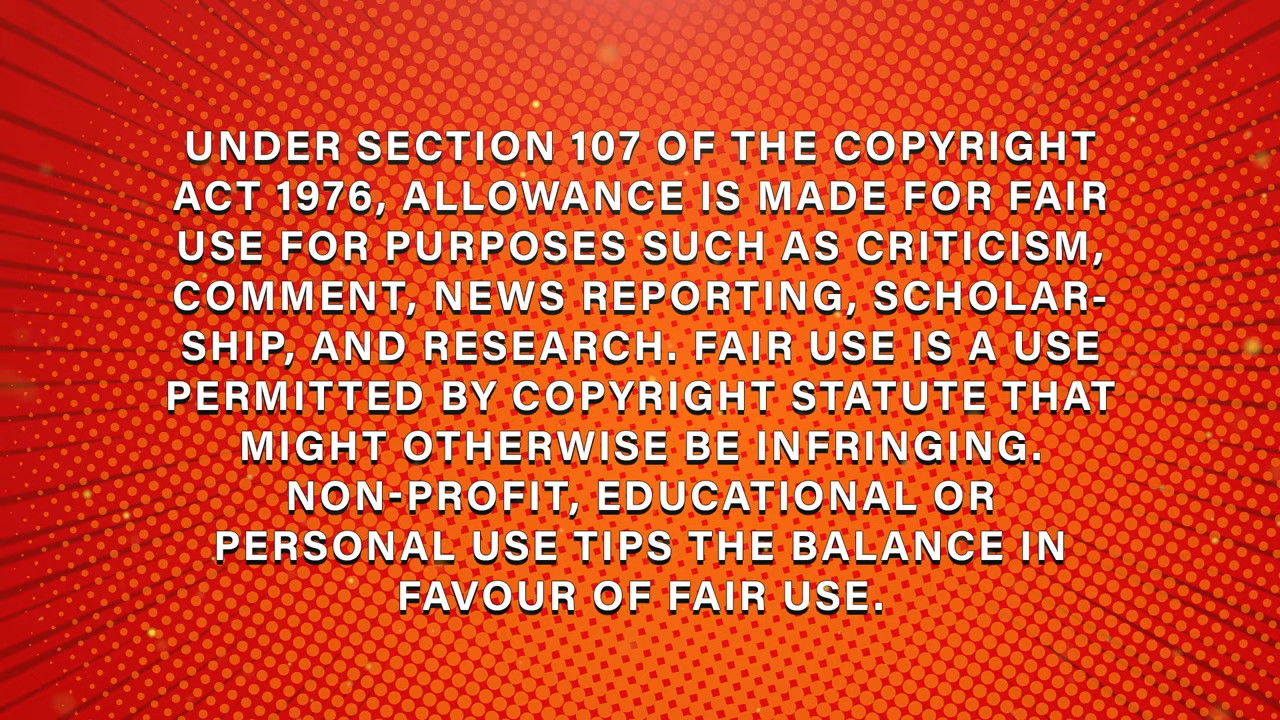 UNDER SECTION 107 OF THE COPYRIGHT
ACT 1976, ALLOWANCE IS MADE FOR FAIR
USE FOR PURPOSES SUCH AS CRITICISM,
COMMENT, NEWS REPORTING, SCHOLAR-
SHIP, AND RESEARCH. FAIR USE IS A USE
PERMITTED BY COPYRIGHT STATUTE THAT
MIGHT OTHERWISE BE INFRINGING.
NON-PROFIT, EDUCATIONAL OR
PERSONAL USE TIPS THE BALANCE IN
FAVOUR OF FAIR USE.